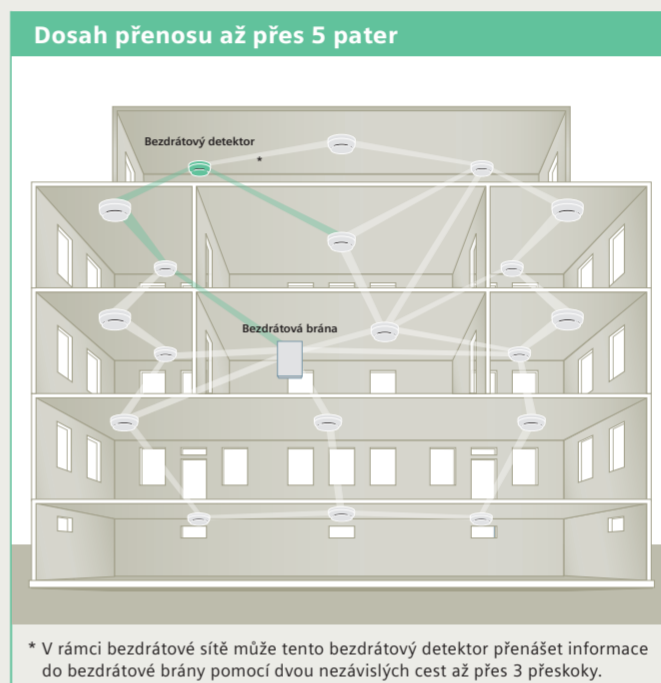 Dosah přenosu až přes 5 pater
Bezdrátový detektor
*
Bezdrátová brána
* V rámci bezdrátové sítě může tento bezdrátový detektor přenášet informace
do bezdrátové brány pomocí dvou nezávislých cest až přes 3 přeskoky.